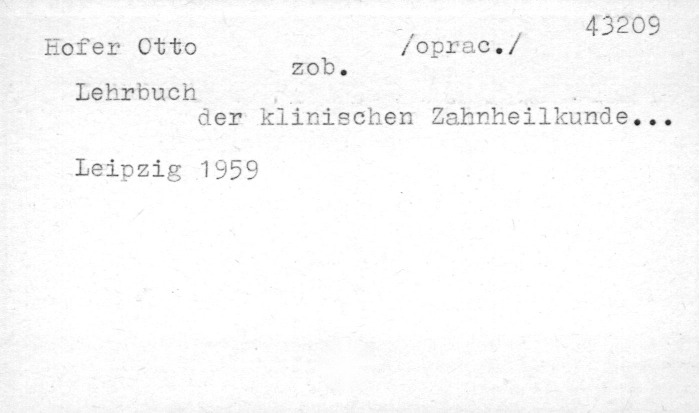 43209
Hofer Otto /oprac./
zob.
Lehrbuch
der klinischen Zahnheilkunde...
Leipzig 1959